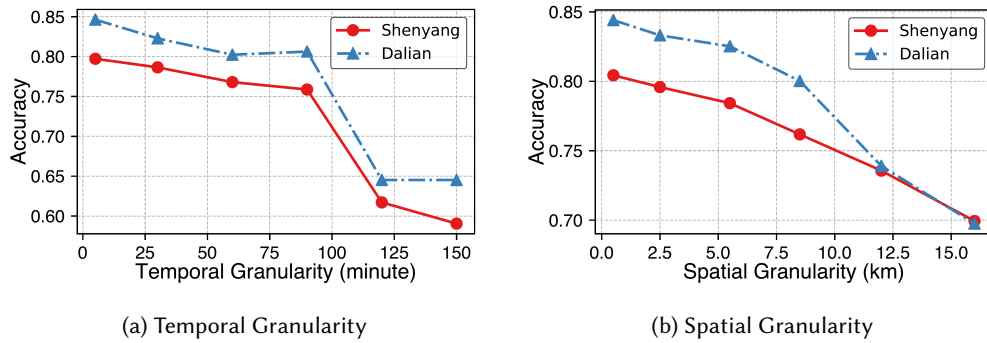 0.85
0.80
0.75
0.70
0.65
0.60
Accuracy
Shenyang
Dalian
0 25 50 75 100 125 150
Temporal Granularity (minute)
(a) Temporal Granularity
0.85
0.80
0.75
0.70
Accuracy
Shenyang
Dalian
0.0 2.5 5.0 7.5 10.0 12.5 15.0
Spatial Granularity (km)
(b) Spatial Granularity